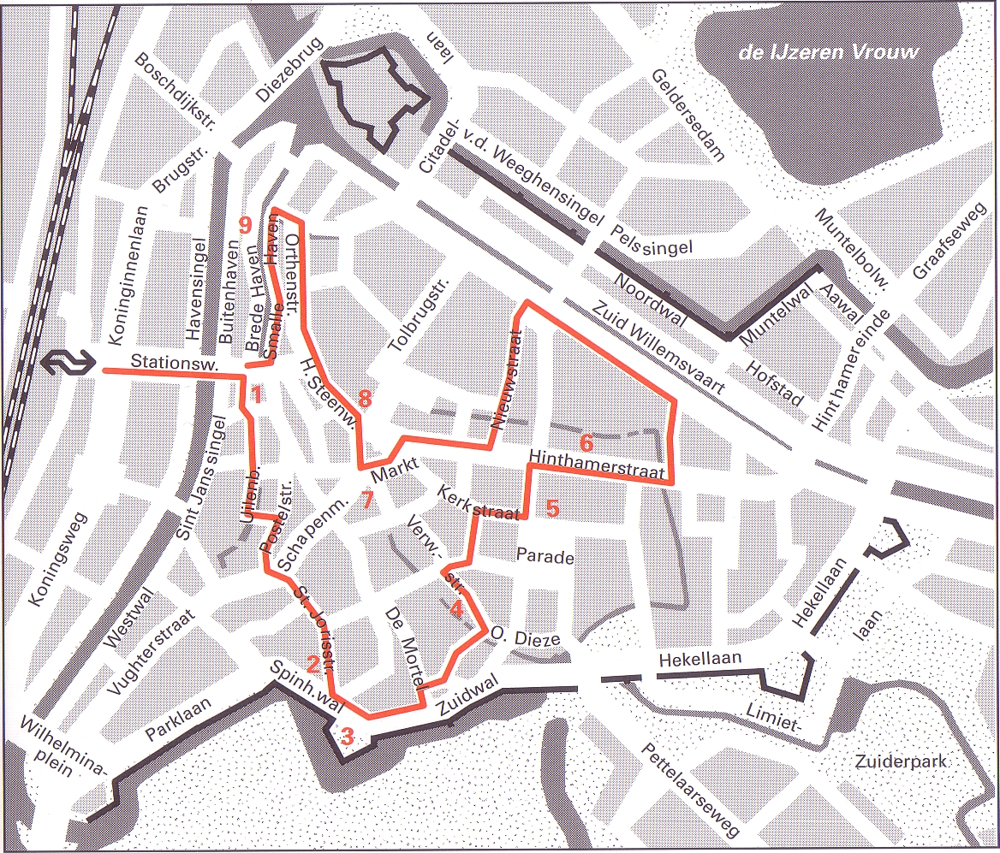 de IJzeren Vrouw
laan
Diezebrug
Boschdijkstr.
Geldersedam
Citadel-
v.d. Weeghensingel
Brugstr.
Muntelbolw.
Graafseweg
9
Koninginnenlaan
Havensingel
Buitenhaven
Brede Haven
Smalle Haven
Orthenstr.
Pelssingel
Noordwal
Muntelwal
Aawal
Tolbrugstr.
Zuid Willemsvaart
Hinthamereinde
Hofstad
Stationsw.
1
H. Steenw.
8
Nieuwstraat
6
Hinthamerstraat
Sint Janssingel
Uilenb.
Postelstr.
Schapenm.
Markt
7
Kerkstraat
5
Verw.-
str.
4
Parade
Koningsweg
Westwal
Vughterstraat
St. Jorisstr.
2
De Mortel
O. Dieze
Hekellaan
Hekellaan
laan
Spinh.wal
Zuidwal
3
Parklaan
Wilhelmina-
plein
Limiet-
Zuiderpark
Pettelaarseweg